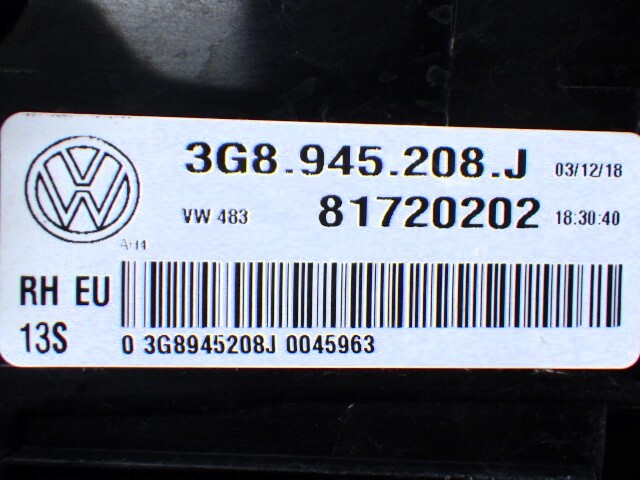 3G8.945.208.J 03/12/18
VW 483 81720202 18:30:40
RH EU
13S
0 3G8945208J 0045963